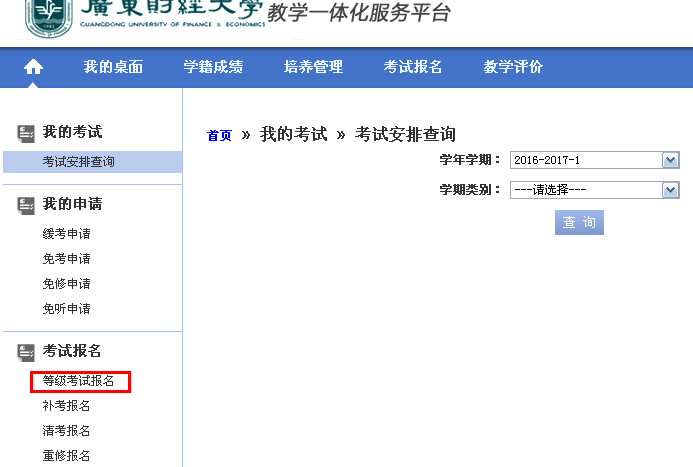 廣東財經大学 教学一体化服务平台
GUANGDONG UNIVERSITY OF FINANCE & ECONOMICS
我的桌面 学籍成绩 培养管理 考试报名 教学评价
我的考试
考试安排查询
我的申请
缓考申请
免考申请
免修申请
免听申请
考试报名
等级考试报名
补考报名
清考报名
重修报名
首页 » 我的考试 » 考试安排查询
学年学期： 2016-2017-1
学期类别： ---请选择---
查 询